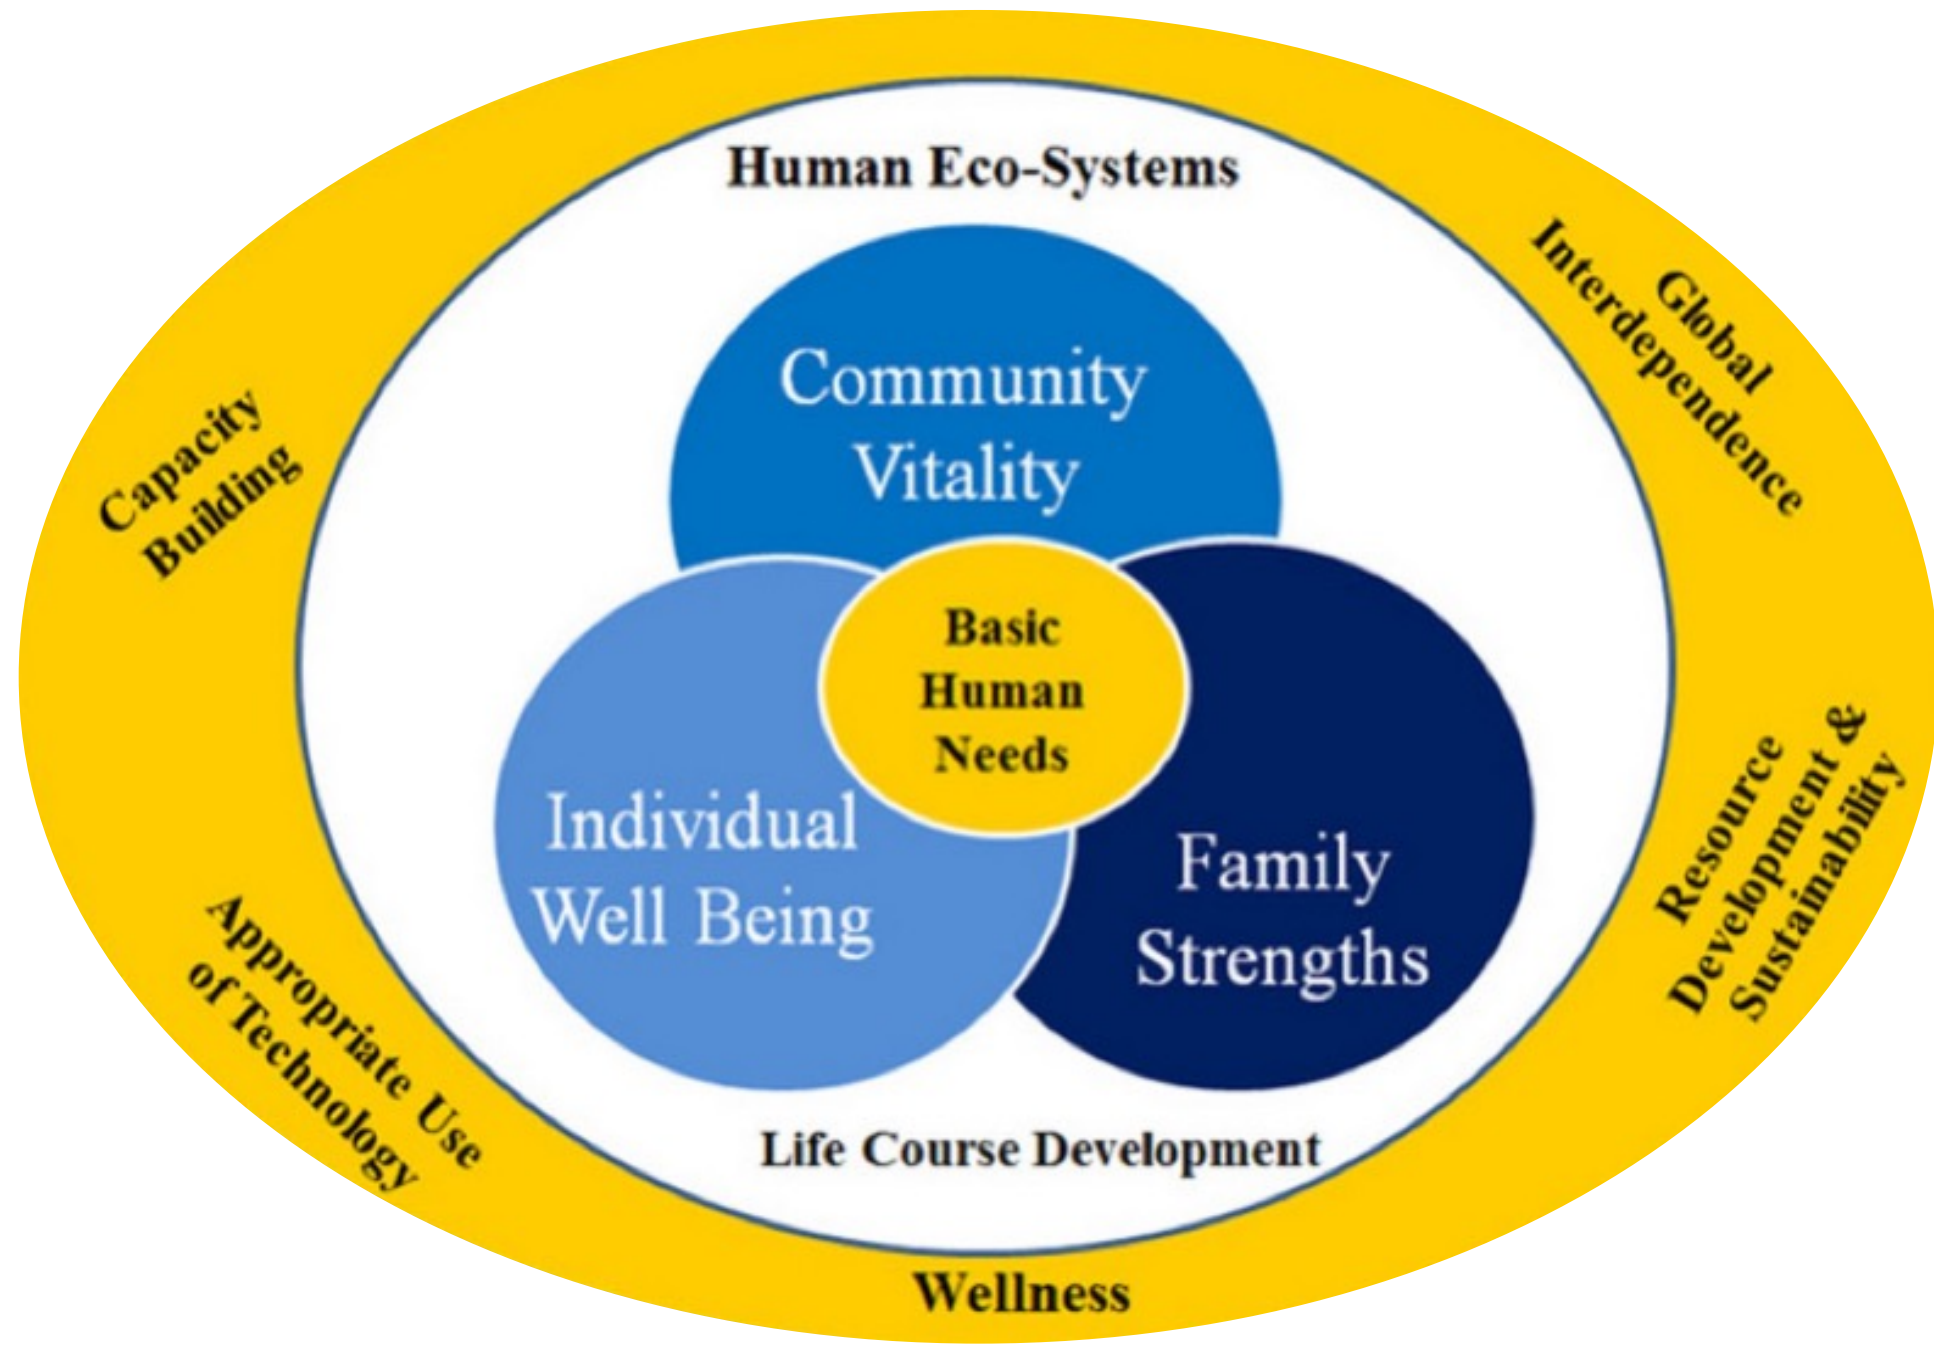 Human Eco-Systems
Global
Interdependence
Community
Vitality
Capacity
Building
Basic
Human
Needs
Individual
Well Being
Family
Strengths
Resource
Development &
Sustainability
Appropriate Use
of Technology
Life Course Development
Wellness